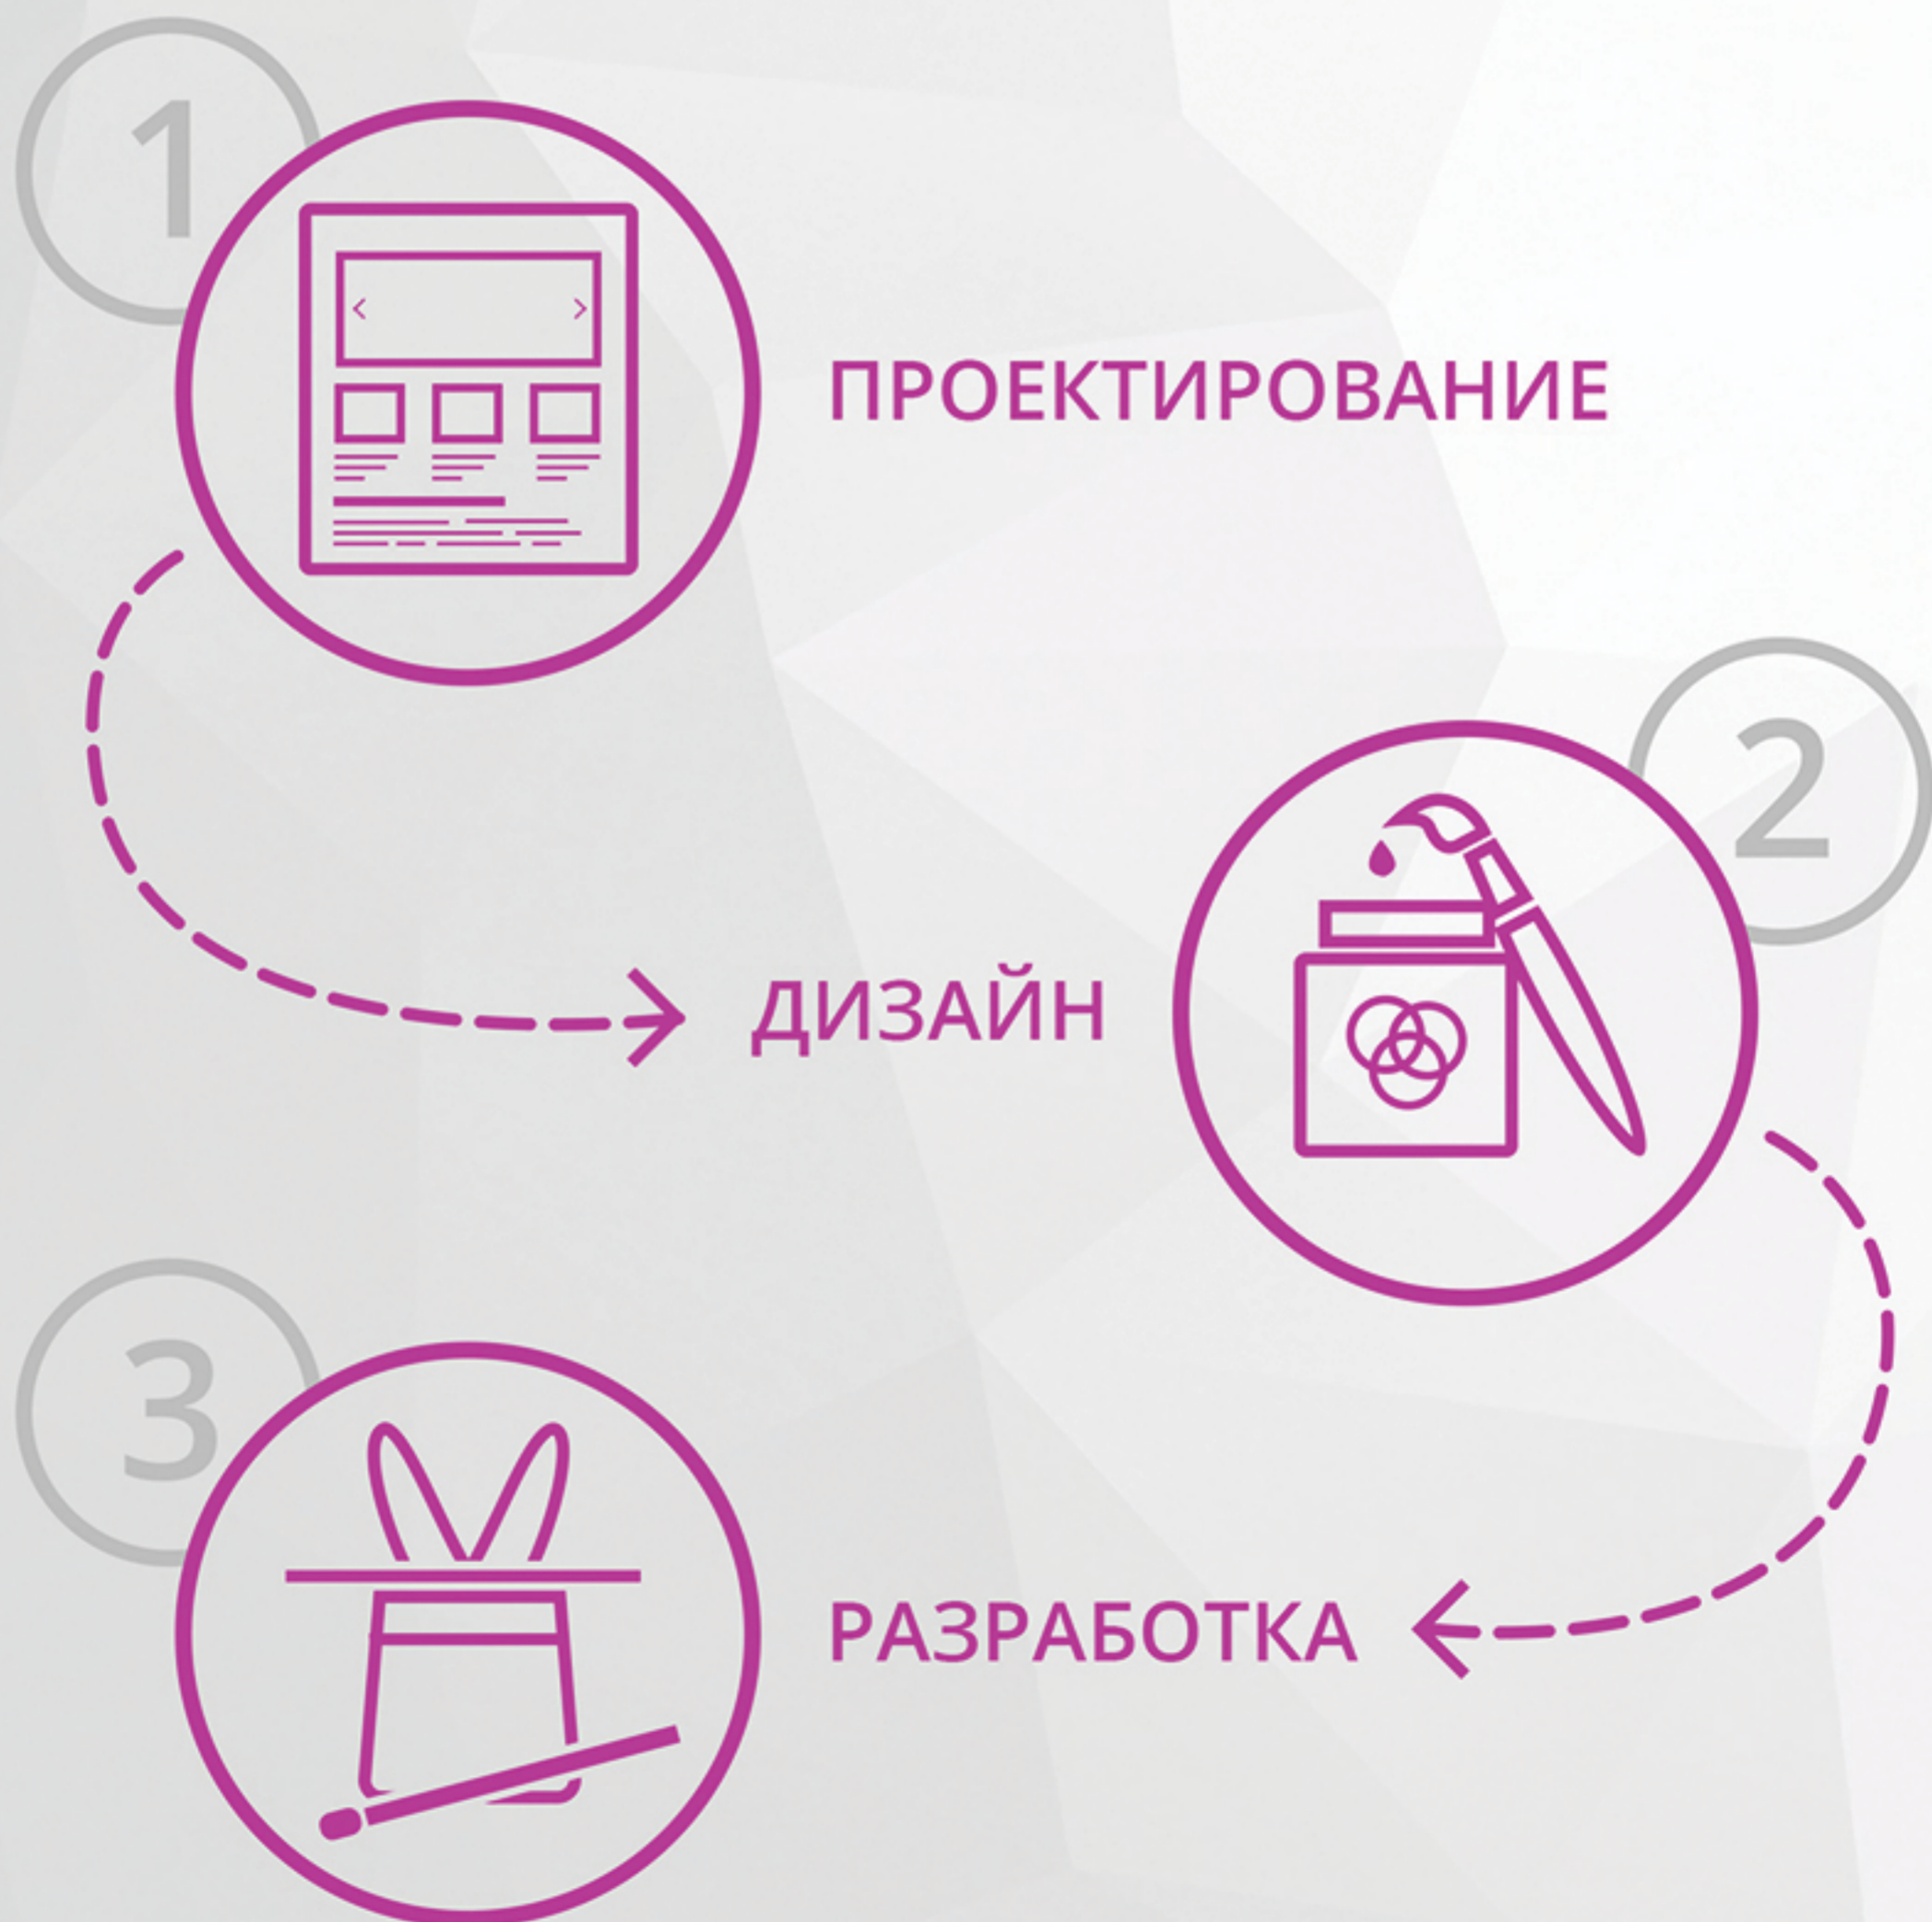 1
ПРОЕКТИРОВАНИЕ
2
ДИЗАЙН
3
РАЗРАБОТКА